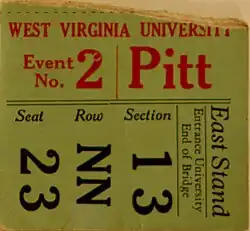 WEST VIRGINIA UNIVERSITY
Event No. 2
Pitt
Seat
23
Row
NN
Section
13
East Stand
Entrance University
End of Bridge